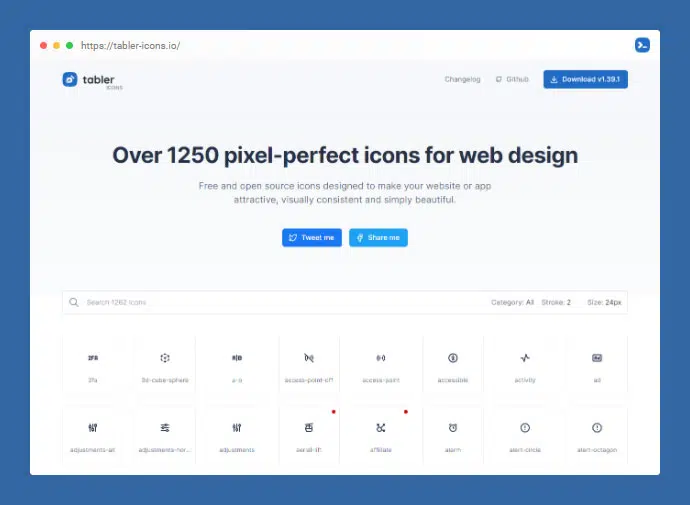 https://tabler-icons.io/
tabler
ICONS
Changelog
Github
Download v1.39.1
Over 1250 pixel-perfect icons for web design
Free and open source icons designed to make your website or app
attractive, visually consistent and simply beautiful.
Tweet me
Share me
Search 1262 icons
Category: All
Stroke: 2
Size: 24px
2fa
3d-cube-sphere
a-b
access-point-off
access-point
accessible
activity
ad
adjustments-alt
adjustments-hor...
adjustments
aerial-lift
affiliate
alarm
alert-circle
alert-octagon